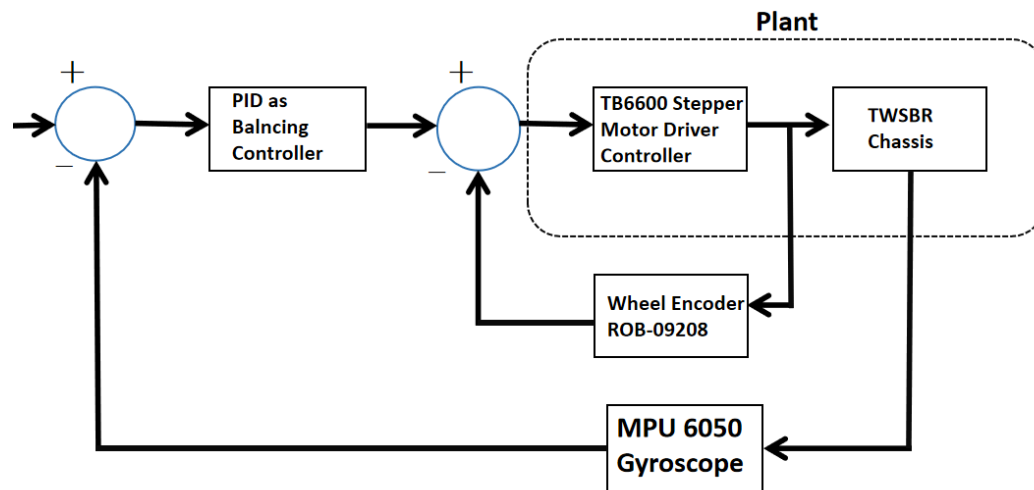 Plant
+
−
PID as
Balncing
Controller
+
−
TB6600 Stepper
Motor Driver
Controller
TWSBR
Chassis
Wheel Encoder
ROB-09208
MPU 6050
Gyroscope